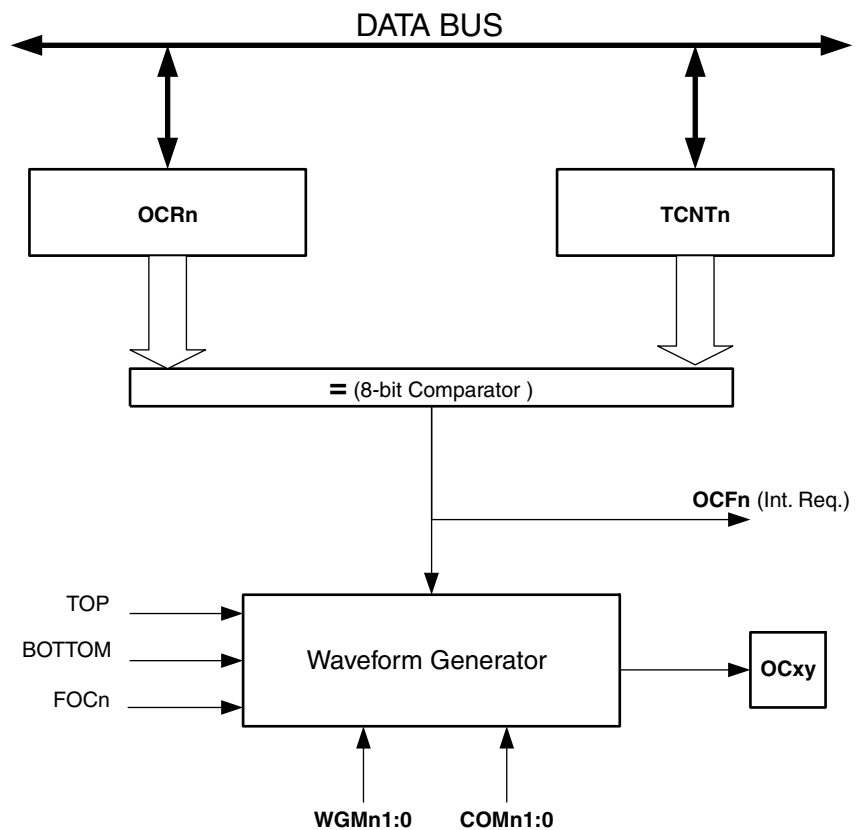 DATA BUS
OCRn
TCNTn
= (8-bit Comparator )
OCFn (Int. Req.)
TOP
BOTTOM
FOCn
Waveform Generator
OCxy
WGMn1:0
COMn1:0